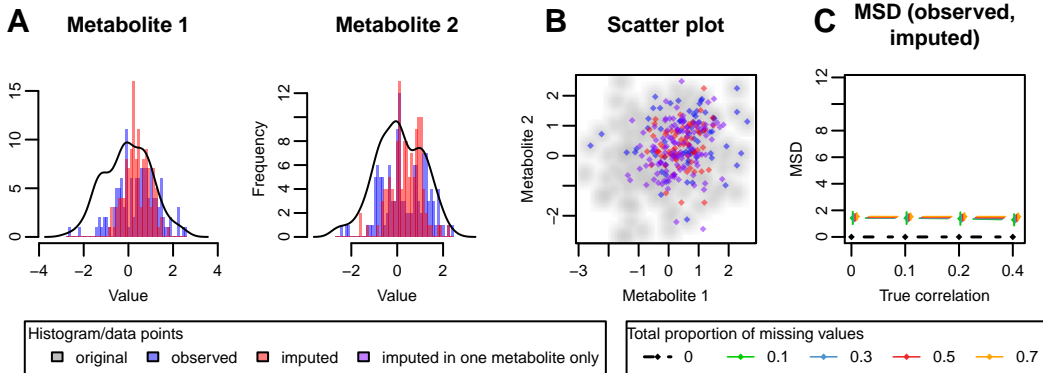 A
Metabolite 1
Metabolite 2
B
Scatter plot
C
MSD (observed,
imputed)
15
10
5
0
−4
−2
0
2
4
Value
Frequency
12
10
8
6
4
2
0
−2
0
2
4
Value
Metabolite 2
2
1
0
−2
−3
−2
−1
0
1
2
Metabolite 1
MSD
12
8
6
4
2
0
0
0.1
0.2
0.4
True correlation
Histogram/data points
original
observed
imputed
imputed in one metabolite only
Total proportion of missing values
0
0.1
0.3
0.5
0.7